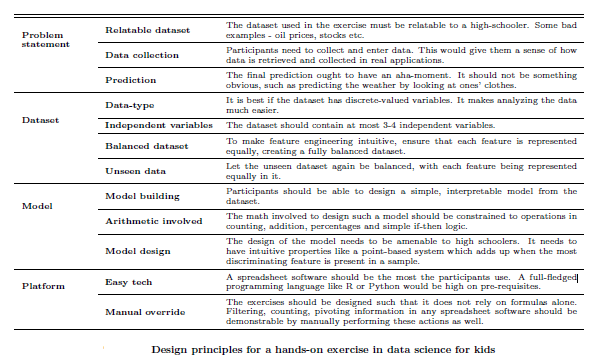 Problem statement
Relatable dataset
The dataset used in the exercise must be relatable to a high-schooler. Some bad
examples - oil prices, stocks etc.
Data collection
Participants need to collect and enter data. This would give them a sense of how
data is retrieved and collected in real applications.
Prediction
The final prediction ought to have an aha-moment. It should not be something
obvious, such as predicting the weather by looking at ones' clothes.
Dataset
Data-type
It is best if the dataset has discrete-valued variables. It makes analyzing the data
much easier.
Independent variables
The dataset should contain at most 3-4 independent variables.
Balanced dataset
To make feature engineering intuitive, ensure that each feature is represented
equally, creating a fully balanced dataset.
Unseen data
Let the unseen dataset again be balanced, with each feature being represented
equally in it.
Model
Model building
Participants should be able to design a simple, interpretable model from the
dataset.
Arithmetic involved
The math involved to design such a model should be constrained to operations in
counting, addition, percentages and simple if-then logic.
Model design
The design of the model needs to be amenable to high schoolers. It needs to
have intuitive properties like a point-based system which adds up when the most
discriminating feature is present in a sample.
Platform
Easy tech
A spreadsheet software should be the most the participants use. A full-fledged
programming language like R or Python would be high on pre-requisites.
Manual override
The exercises should be designed such that it does not rely on formulas alone.
Filtering, counting, pivoting information in any spreadsheet software should be
demonstrable by manually performing these actions as well.
Design principles for a hands-on exercise in data science for kids